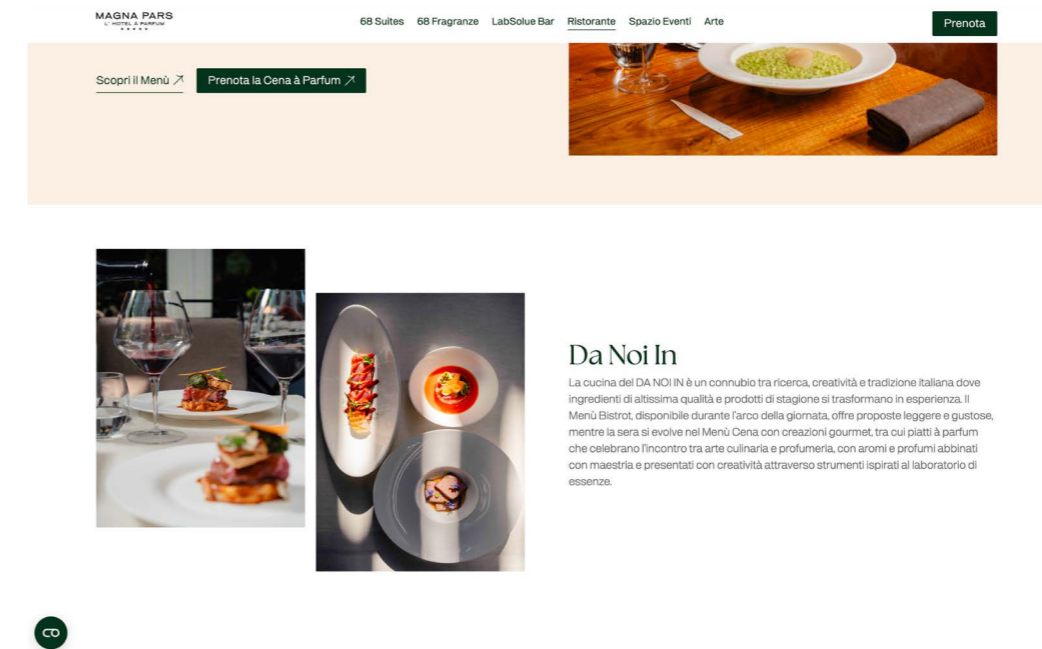 MAGNA PARS
L' HOTEL À PARFUM
68 Suites
68 Fragranze
LabSolue Bar
Ristorante
Spazio Eventi
Arte
Prenota
Scopri il Menù
Prenota la Cena à Parfum
Da Noi In
La cucina del DA NOI IN è un connubio tra ricerca, creatività e tradizione italiana dove
ingredienti di altissima qualità e prodotti di stagione si trasformano in esperienza. Il
Menù Bistrot, disponibile durante l'arco della giornata, offre proposte leggere e gustose,
mentre la sera si evolve nel Menù Cena con creazioni gourmet, tra cui piatti à parfum
che celebrano l'incontro tra arte culinaria e profumeria, con aromi e profumi abbinati
con maestria e presentati con creatività attraverso strumenti ispirati al laboratorio di
essenze.